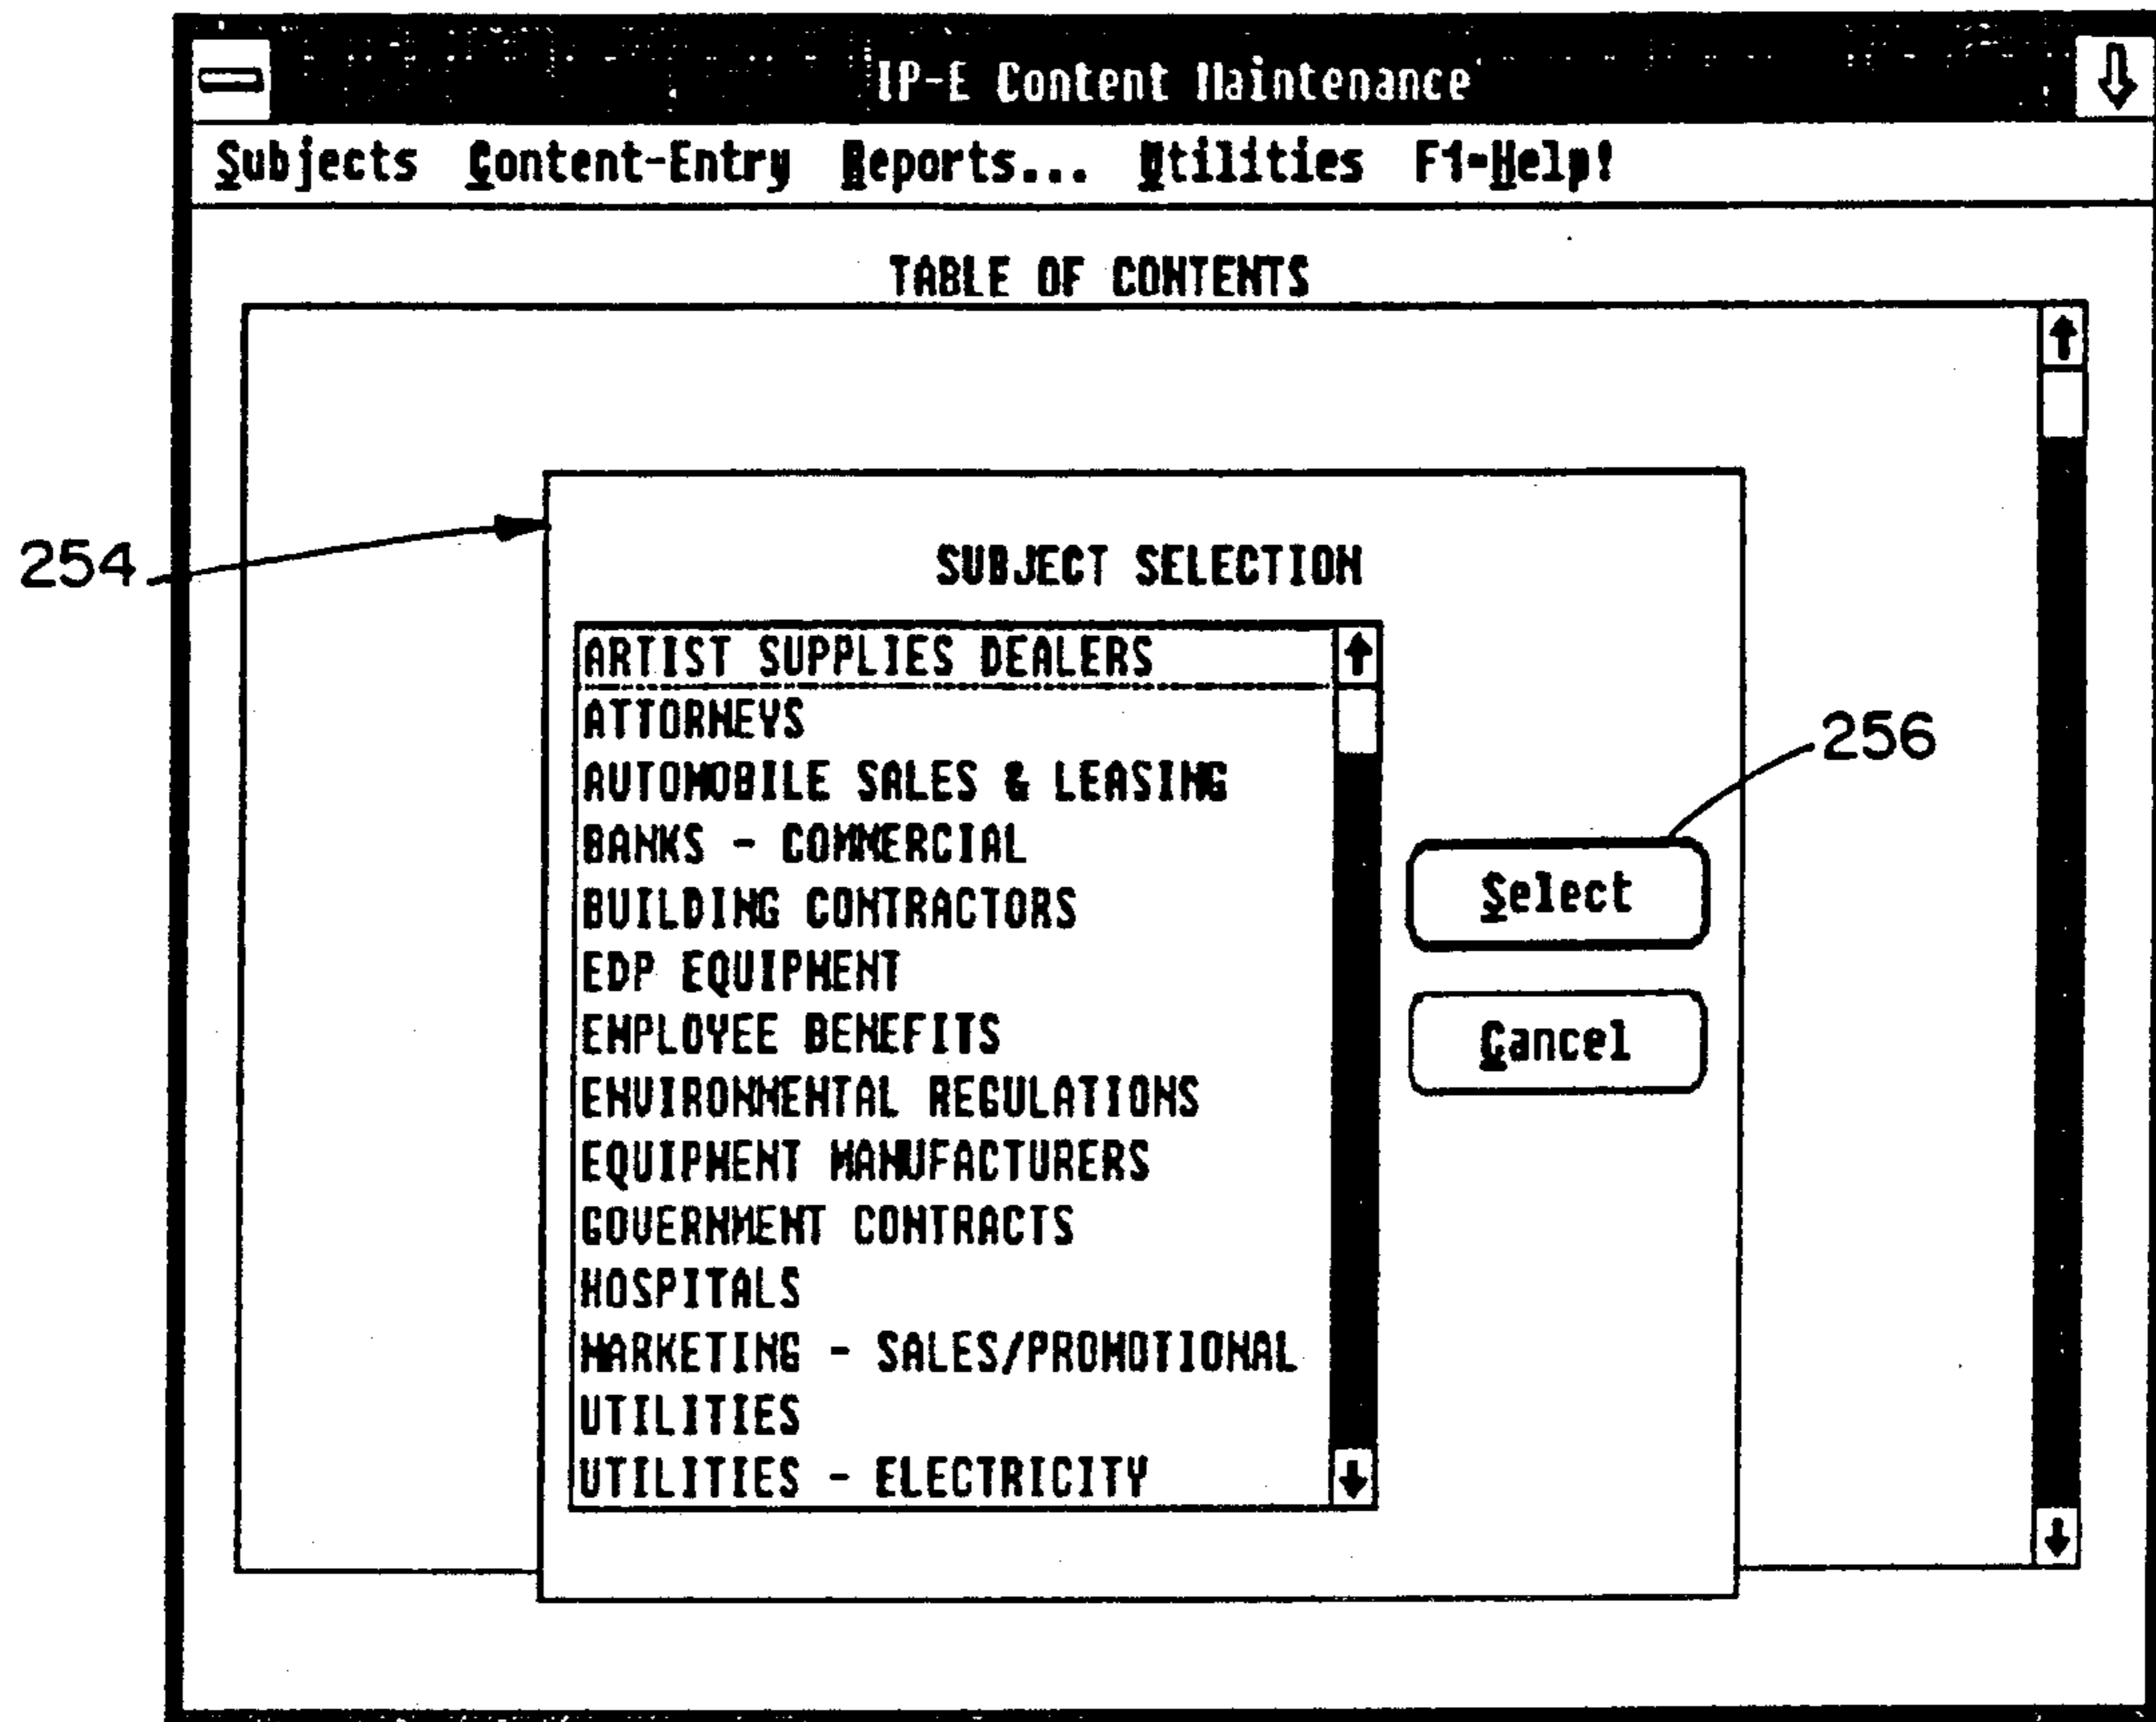 IP-E Content Maintenance
Subjects Content-Entry Reports... Utilities F1=Help!
TABLE OF CONTENTS
254
SUBJECT SELECTION
ARTIST SUPPLIES DEALERS
ATTORNEYS
256
AUTOMOBILE SALES & LEASING
BANKS - COMMERCIAL
Select
BUILDING CONTRACTORS
EDP EQUIPMENT
EMPLOYEE BENEFITS
Cancel
ENVIRONMENTAL REGULATIONS
EQUIPMENT MANUFACTURERS
GOVERNMENT CONTRACTS
HOSPITALS
MARKETING - SALES/PROMOTIONAL
UTILITIES
UTILITIES - ELECTRICITY